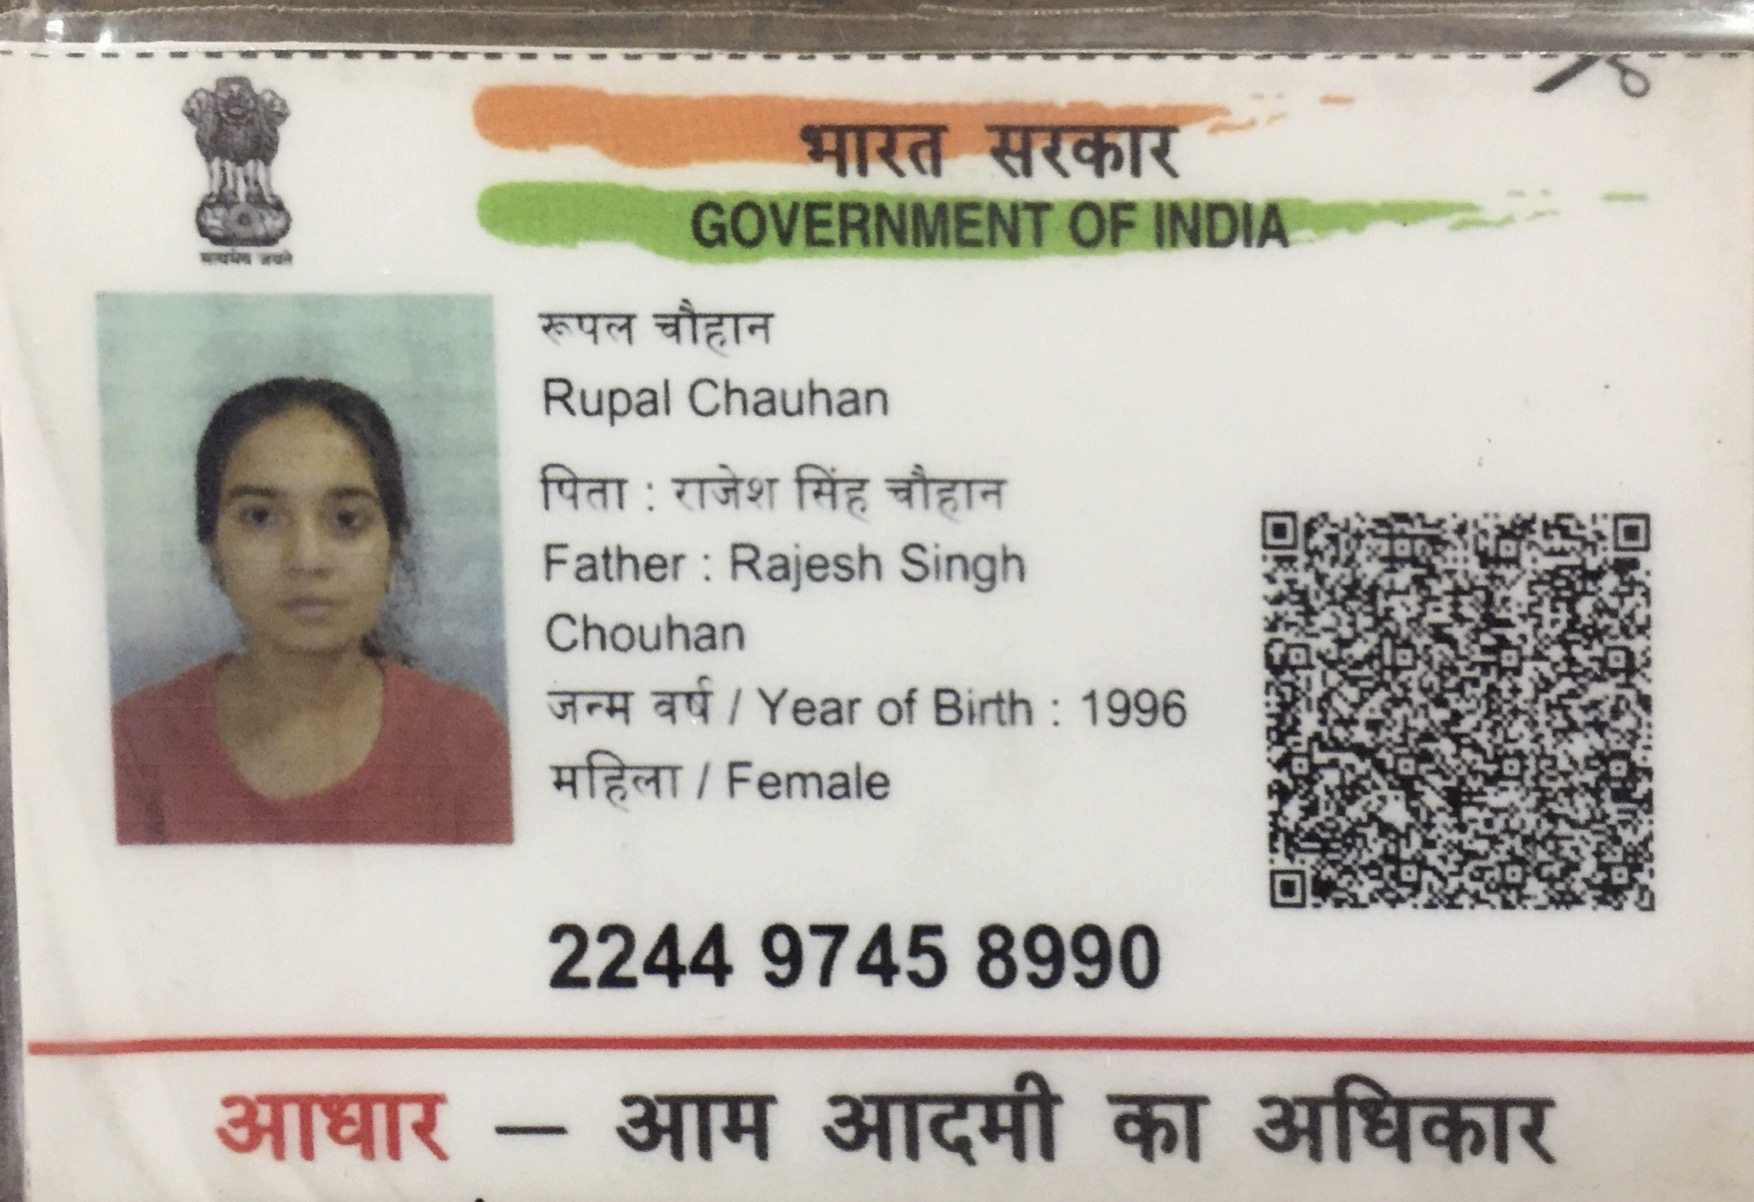 सत्यमेव जयते
भारत सरकार
GOVERNMENT OF INDIA
रूपल चौहान
Rupal Chauhan
पिता : राजेश सिंह चौहान
Father : Rajesh Singh
Chouhan
जन्म वर्ष / Year of Birth : 1996
महिला / Female
2244 9745 8990
आधार – आम आदमी का अधिकार